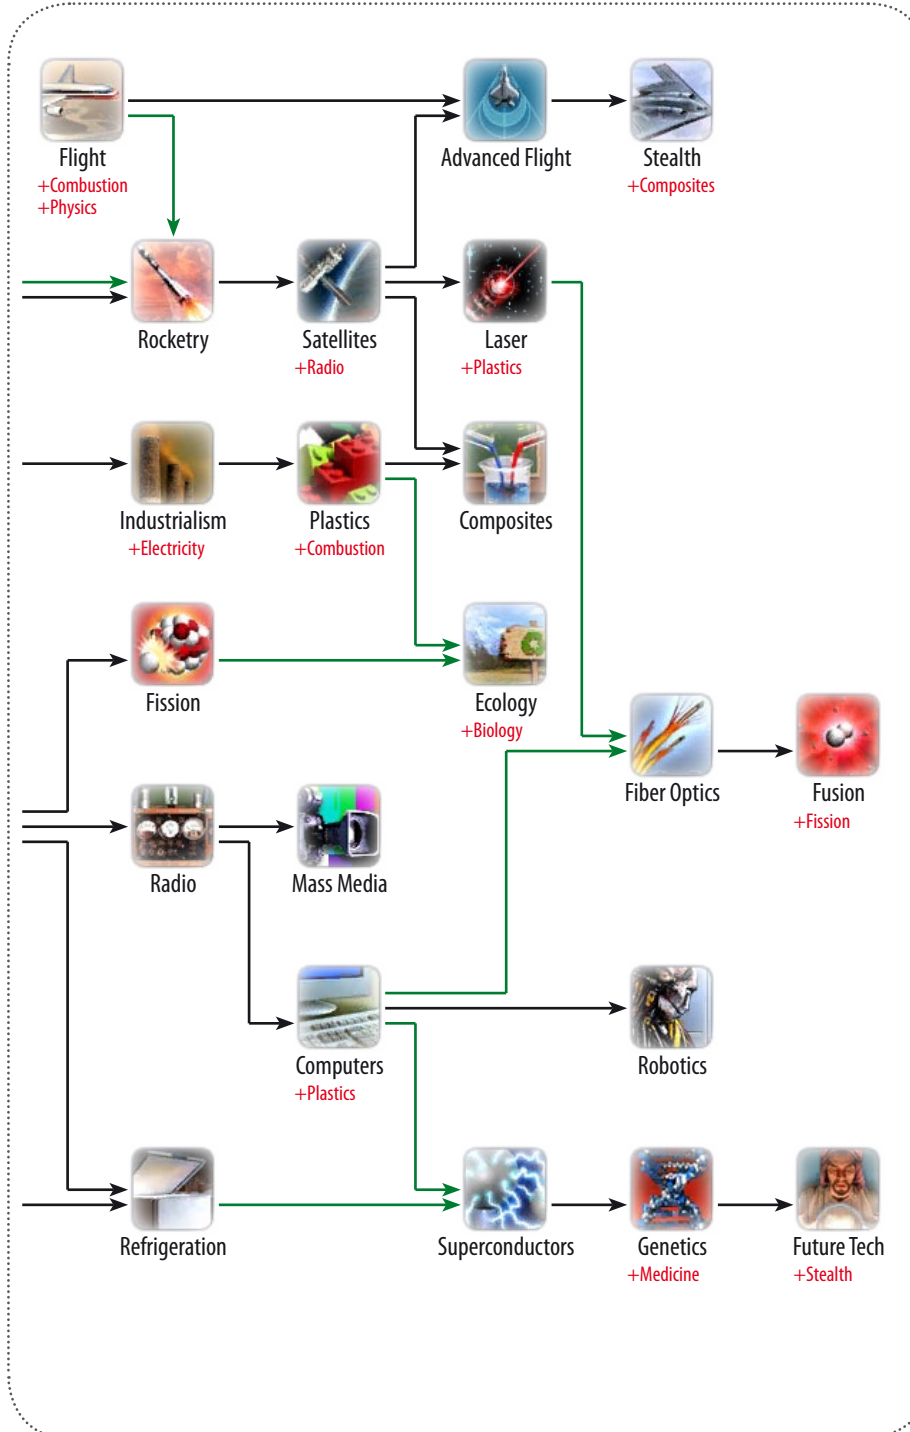 Flight
+Combustion
+Physics
Advanced Flight
Stealth
+Composites
Rocketry
Satellites
+Radio
Laser
+Plastics
Industrialism
+Electricity
Plastics
+Combustion
Composites
Fission
Ecology
+Biology
Fiber Optics
Fusion
+Fission
Radio
Mass Media
Computers
+Plastics
Robotics
Refrigeration
Superconductors
Genetics
+Medicine
Future Tech
+Stealth